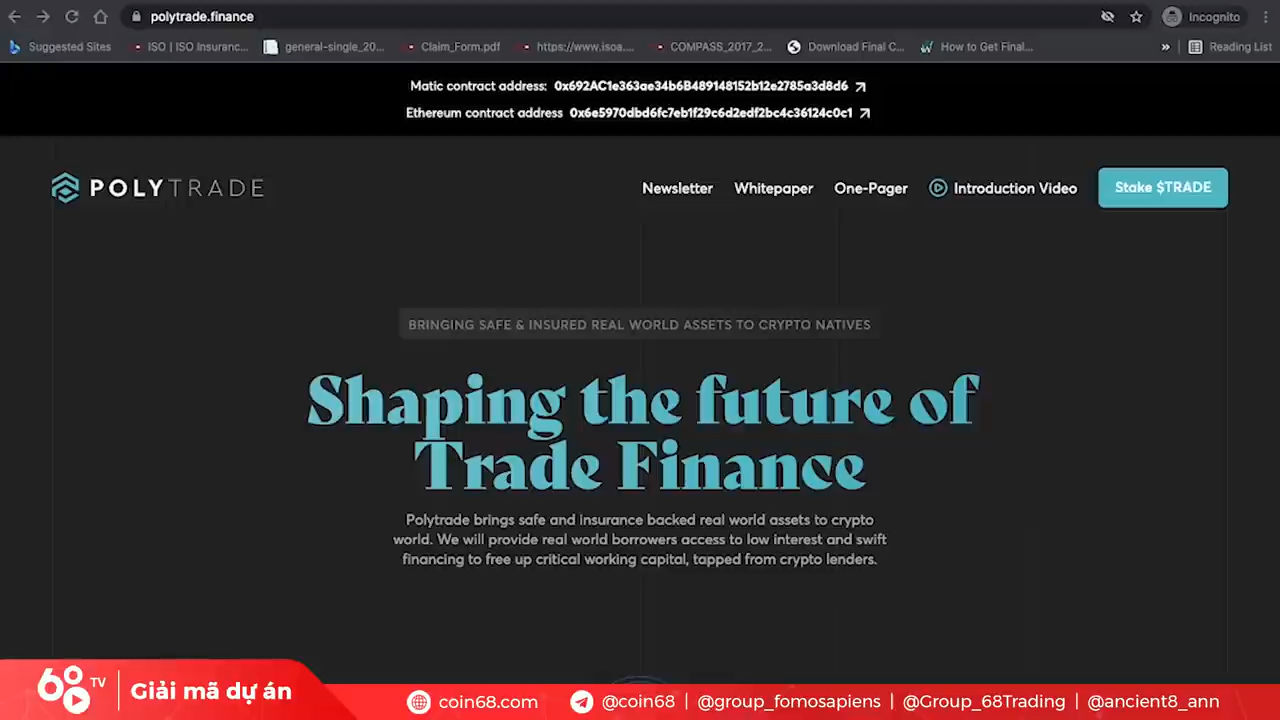 polytrade.finance
Incognito
Suggested Sites
ISO | ISO Insuranc...
general-single_20...
Claim_Form.pdf
https://www.isoa....
COMPASS_2017_2...
Download Final C...
How to Get Final...
»
Reading List
Matic contract address: 0x692AC1e363ae34b6B489148152b12e2785a3d8d6
Ethereum contract address 0x6e5970dbd6fc7eb1f29c6d2edf2bc4c36124c0c1
POLYTRADE
Newsletter
Whitepaper
One-Pager
Introduction Video
Stake $TRADE
BRINGING SAFE & INSURED REAL WORLD ASSETS TO CRYPTO NATIVES
Shaping the future of
Trade Finance
Polytrade brings safe and insurance backed real world assets to crypto
world. We will provide real world borrowers access to low interest and swift
financing to free up critical working capital, tapped from crypto lenders.
68 TV
Giải mã dự án
coin68.com
@coin68 | @group_fomosapiens | @Group_68Trading | @ancient8_ann